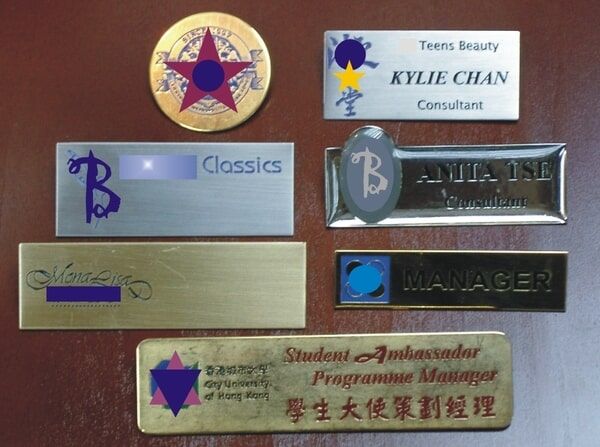 Teens Beauty
KYLIE CHAN
Consultant
堂
B
Classics
B
ANITA TSE
Consultant
MonaLisa
MANAGER
香港城市大學
City University
of Hong Kong
Student Ambassador
Programme Manager
學生大使策劃經理